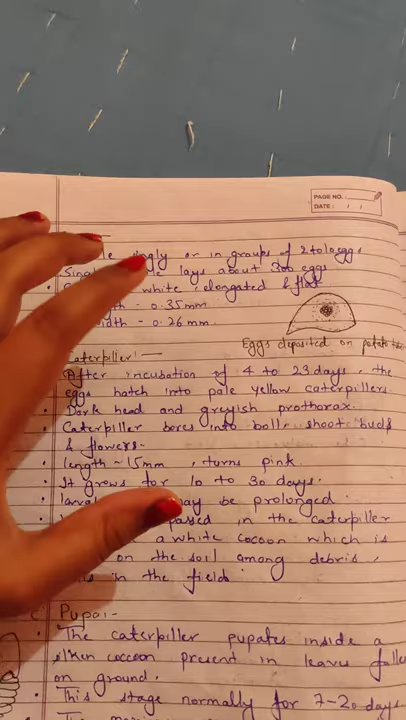 PAGE NO.:
DATE: / /
singly or in groups of 2 to 10 eggs
Single lays about 300 eggs
white, elongated & flat
- 0.35mm
width - 0.26 mm.
Eggs deposited on potato
Caterpiller:-
After incubation of 4 to 23 days, the
eggs hatch into pale yellow caterpillers
• Dark head and greyish prothorax.
• Caterpiller bores into boll, shoot buds
& flowers.
• length ~ 15mm, turns pink.
• It grows for 10 to 30 days.
• larval may be prolonged.
passed in the caterpiller
a white cocoon which is
on the soil among debris,
in the field
C. Pupa:-
• The caterpiller pupates inside a
silken cocoon present in leaves fallen
on ground.
• This stage normally for 7-20 days.